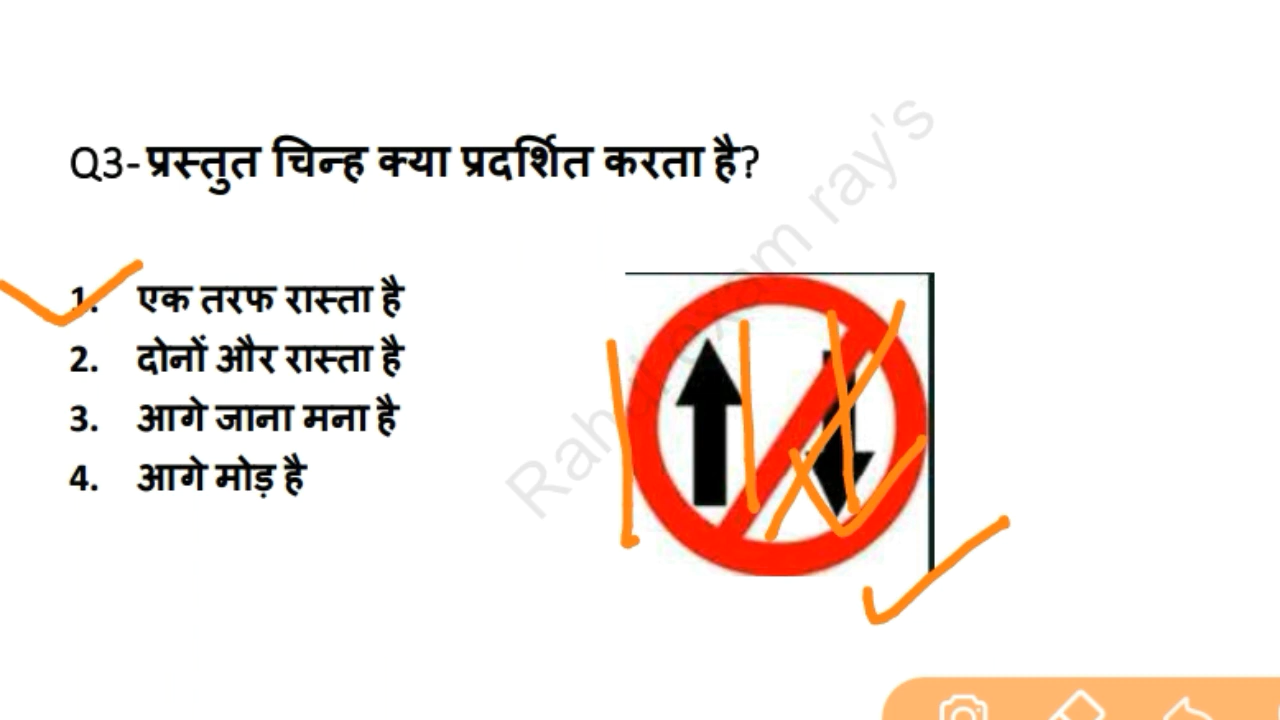 Q3-प्रस्तुत चिन्ह क्या प्रदर्शित करता है?
1. एक तरफ रास्ता है
2. दोनों और रास्ता है
3. आगे जाना मना है
4. आगे मोड़ है